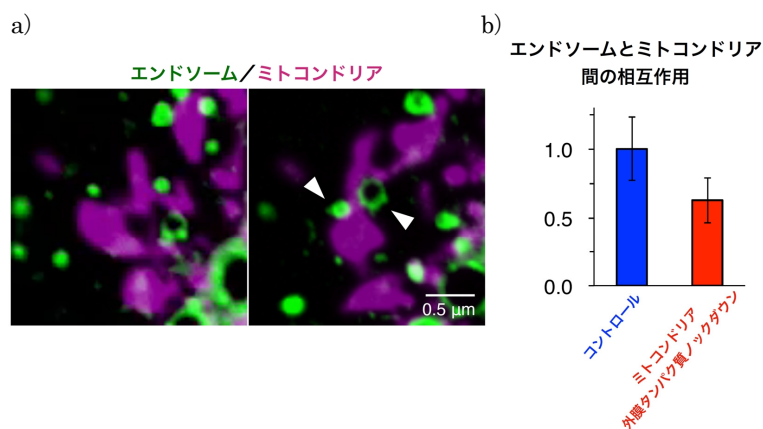 a)
エンドソーム／ミトコンドリア
0.5 μm
b)
エンドソームとミトコンドリア
間の相互作用
1.0
0.5
0.0
コントロール
ミトコンドリア
外膜タンパク質ノックダウン